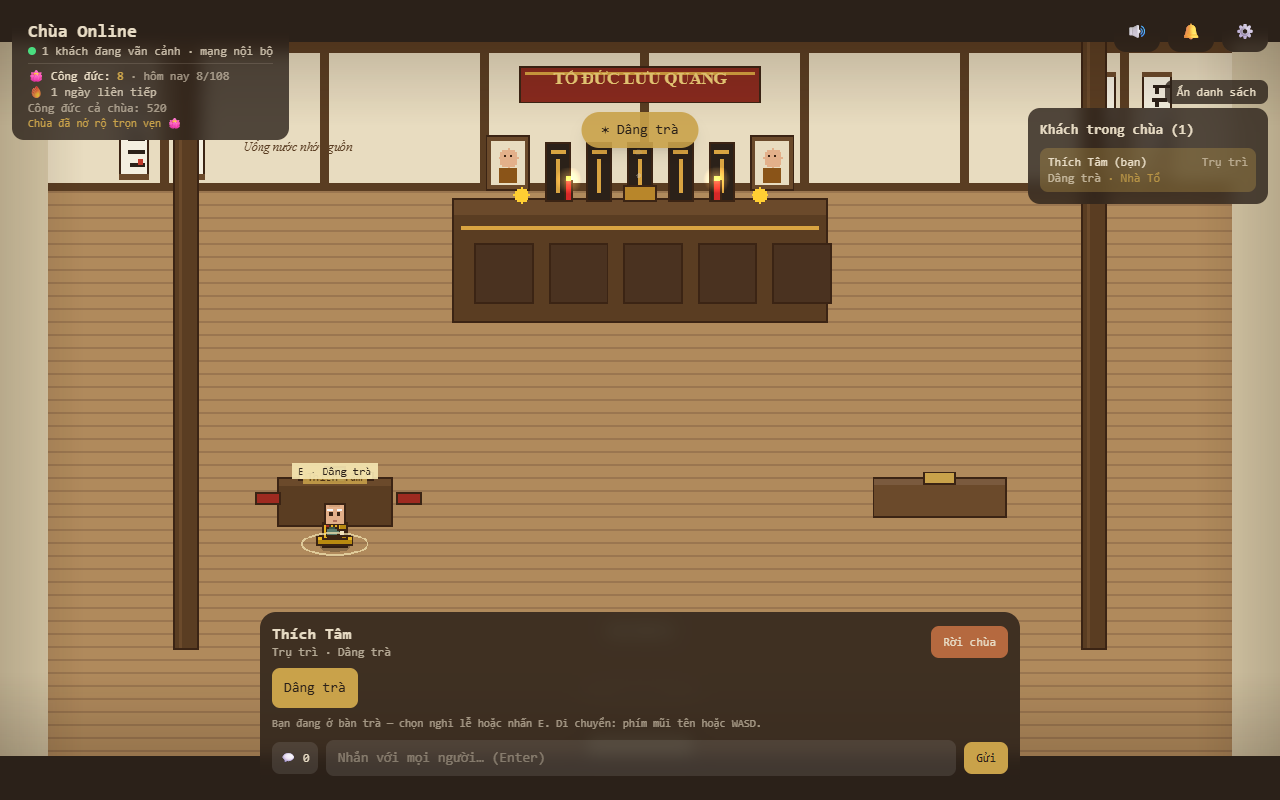 Chùa Online
1 khách đang vãn cảnh · mạng nội bộ
Công đức: 8 · hôm nay 8/108
1 ngày liên tiếp
Công đức cả chùa: 520
Chùa đã nở rộ trọn vẹn
TỔ ĐỨC LƯU QUANG
* Dâng trà
Uống nước nhớ nguồn
Ẩn danh sách
Khách trong chùa (1)
Thích Tâm (bạn) Trụ trì
Dâng trà · Nhà Tổ
E · Dâng trà
Thích Tâm
Trụ trì · Dâng trà
Rời chùa
Dâng trà
Bạn đang ở bàn trà — chọn nghi lễ hoặc nhấn E. Di chuyển: phím mũi tên hoặc WASD.
0
Nhắn với mọi người… (Enter)
Gửi